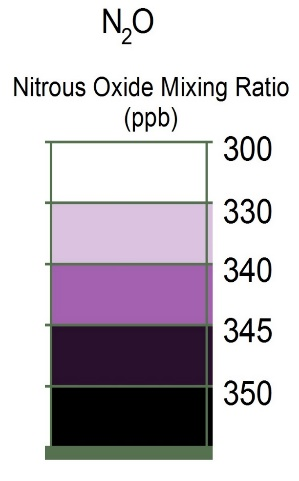 N₂O
Nitrous Oxide Mixing Ratio
(ppb)
300
330
340
345
350